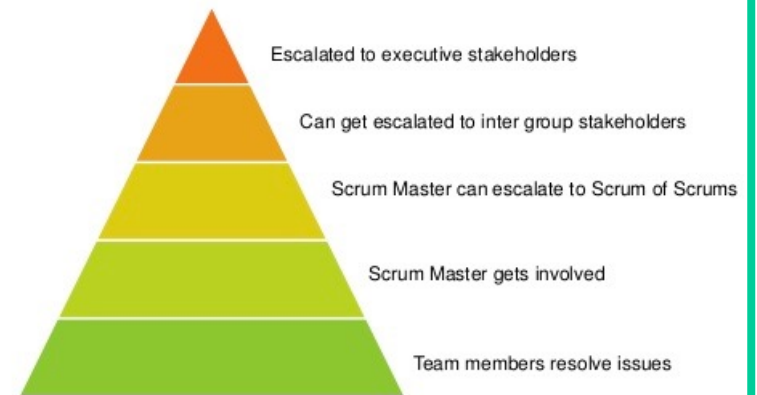 Escalated to executive stakeholders
Can get escalated to inter group stakeholders
Scrum Master can escalate to Scrum of Scrums
Scrum Master gets involved
Team members resolve issues